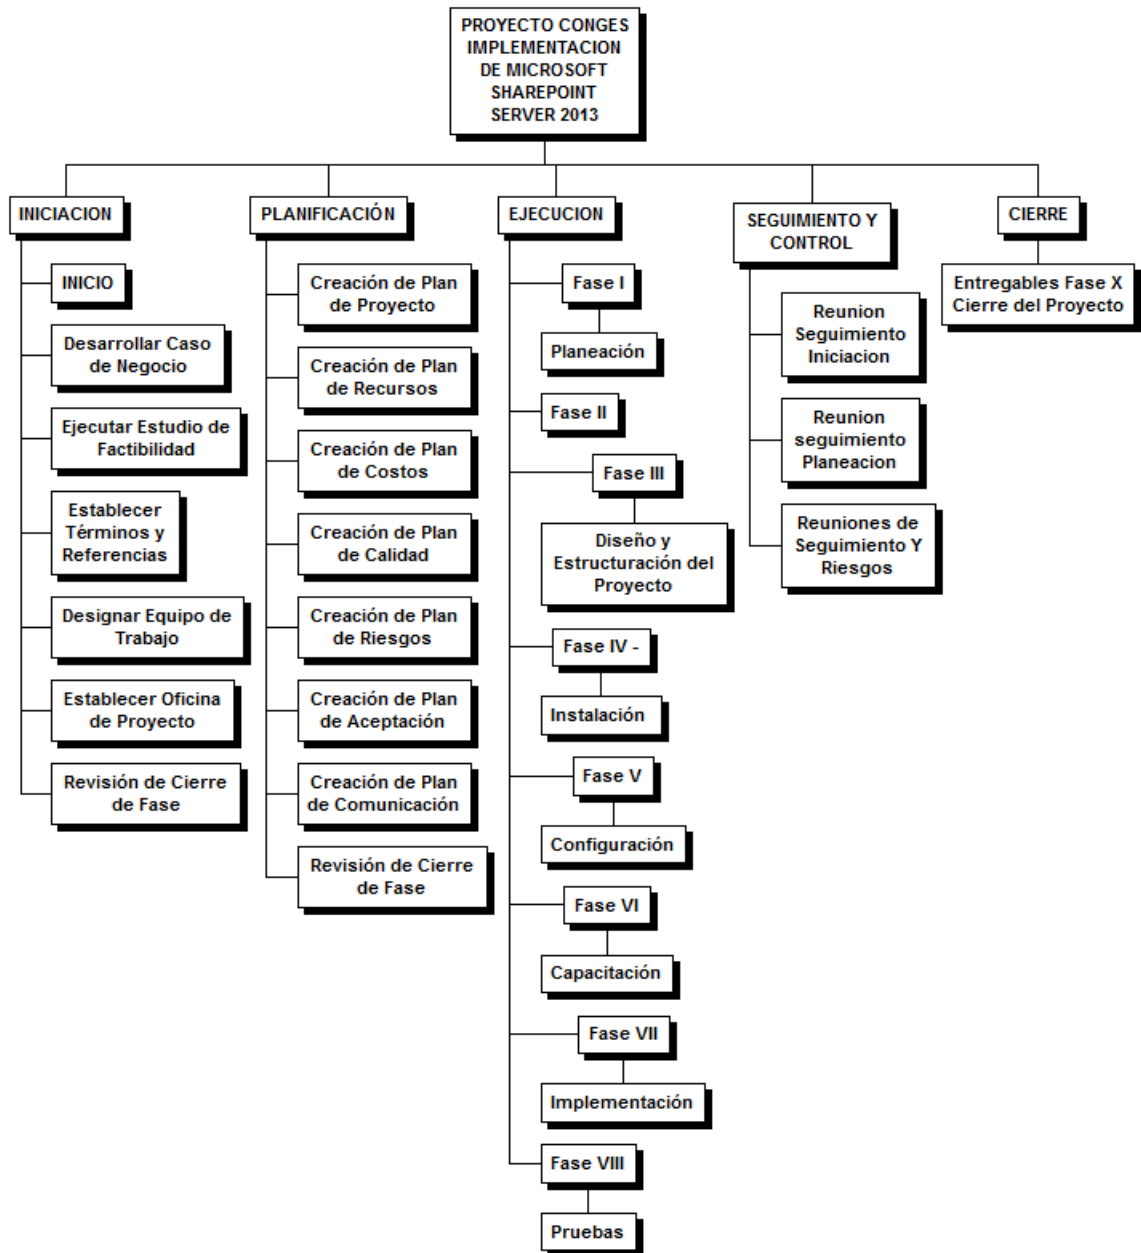 PROYECTO CONGES
IMPLEMENTACION
DE MICROSOFT
SHAREPOINT
SERVER 2013
INICIACION
INICIO
Desarrollar Caso
de Negocio
Ejecutar Estudio de
Factibilidad
Establecer
Términos y
Referencias
Designar Equipo de
Trabajo
Establecer Oficina
de Proyecto
Revisión de Cierre
de Fase
PLANIFICACIÓN
Creación de Plan
de Proyecto
Creación de Plan
de Recursos
Creación de Plan
de Costos
Creación de Plan
de Calidad
Creación de Plan
de Riesgos
Creación de Plan
de Aceptación
Creación de Plan
de Comunicación
Revisión de Cierre
de Fase
EJECUCION
Fase I
Planeación
Fase II
Fase III
Diseño y
Estructuración del
Proyecto
Fase IV -
Instalación
Fase V
Configuración
Fase VI
Capacitación
Fase VII
Implementación
Fase VIII
Pruebas
SEGUIMIENTO Y
CONTROL
Reunion
Seguimiento
Iniciacion
Reunion
seguimiento
Planeacion
Reuniones de
Seguimiento Y
Riesgos
CIERRE
Entregables Fase X
Cierre del Proyecto